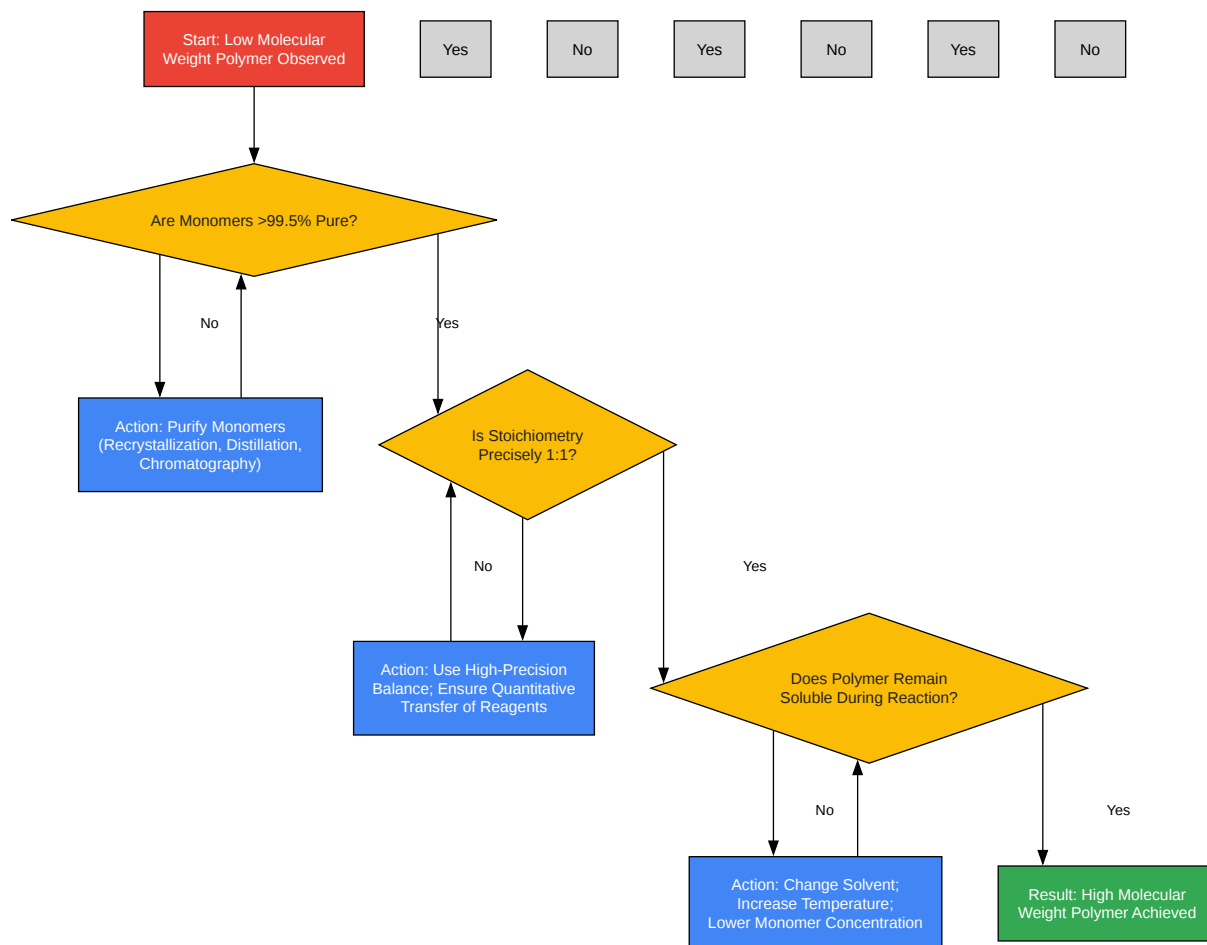 Start: Low Molecular
Weight Polymer Observed
Yes
No
Yes
No
Yes
No
Are Monomers >99.5% Pure?
No
Yes
Action: Purify Monomers
(Recrystallization, Distillation,
Chromatography)
Is Stoichiometry
Precisely 1:1?
No
Yes
Action: Use High-Precision
Balance; Ensure Quantitative
Transfer of Reagents
Does Polymer Remain
Soluble During Reaction?
No
Yes
Action: Change Solvent;
Increase Temperature;
Lower Monomer Concentration
Result: High Molecular
Weight Polymer Achieved